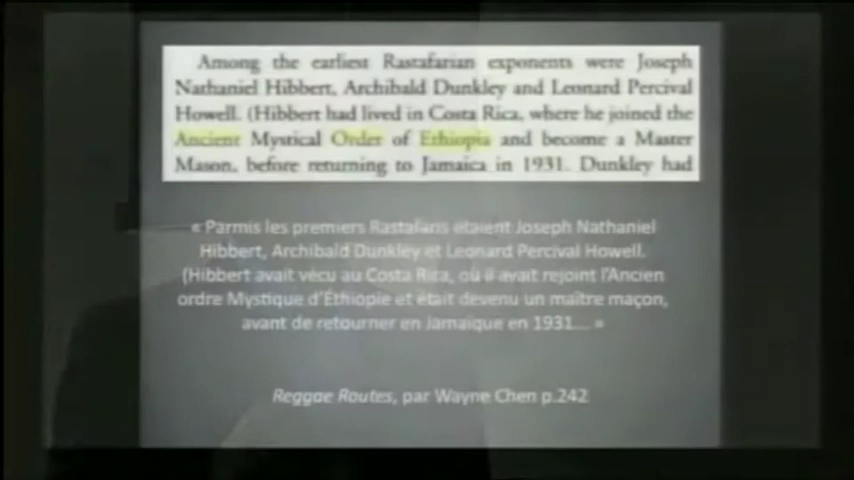 Among the earliest Rastafarian exponents were Joseph
Nathaniel Hibbert, Archibald Dunkley and Leonard Percival
Howell. (Hibbert had lived in Costa Rica, where he joined the
Ancient Mystical Order of Ethiopia and become a Master
Mason, before returning to Jamaica in 1931. Dunkley had
« Parmis les premiers Rastafaris étaient Joseph Nathaniel
Hibbert, Archibald Dunkley et Leonard Percival Howell.
(Hibbert avait vécu au Costa Rica, où il avait rejoint l'Ancien
ordre Mystique d'Éthiopie et était devenu un maître maçon,
avant de retourner en Jamaïque en 1931... »
Reggae Routes, par Wayne Chen p.242